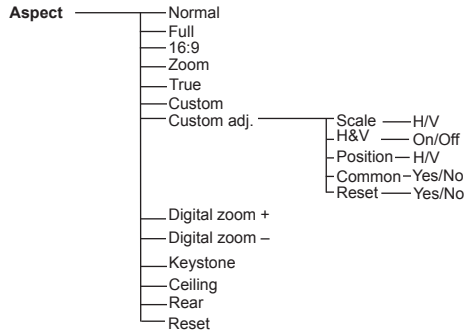 Aspect Normal
Full
16:9
Zoom
True
Custom
Custom adj. Scale H/V
H&V On/Off
Position H/V
Common Yes/No
Reset Yes/No
Digital zoom +
Digital zoom –
Keystone
Ceiling
Rear
Reset